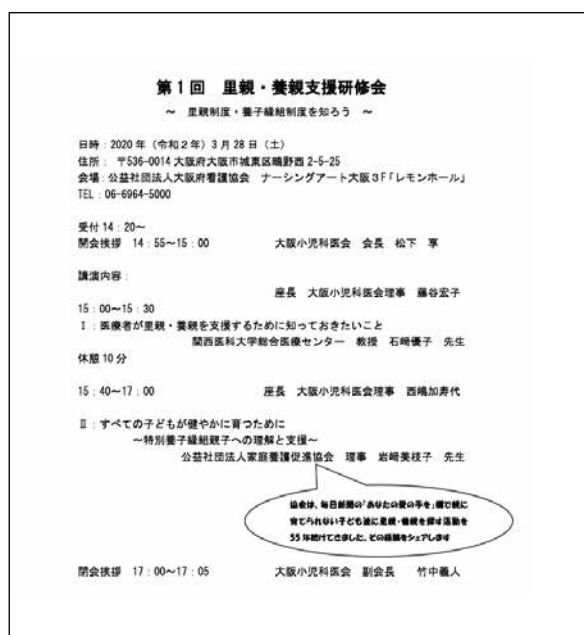 第1回 里親・養親支援研修会
～ 里親制度・養子縁組制度を知ろう ～
日時：2020年（令和2年）3月28日（土）
住所： 〒536-0014 大阪府大阪市城東区鴫野西2-5-25
会場：公益社団法人大阪府看護協会 ナーシングアート大阪3F「レモンホール」
TEL：06-6964-5000
受付14：20～
開会挨拶 14：55～15：00 大阪小児科医会 会長 松下 享
講演内容：
座長 大阪小児科医会理事 藤谷宏子
15：00～15：30
Ⅰ：医療者が里親・養親を支援するために知っておきたいこと
関西医科大学総合医療センター 教授 石﨑優子 先生
休憩10分
15：40～17：00 座長 大阪小児科医会理事 西嶋加寿代
Ⅱ：すべての子どもが健やかに育つために
～特別養子縁組親子への理解と支援～
公益社団法人家庭養護促進協会 理事 岩﨑美枝子 先生
協会は、毎日新聞の「あなたの愛の手を」欄で親に
育てられない子ども達に里親・養親を探す活動を
55年続けてきました。その経験をシェアします
閉会挨拶 17：00～17：05 大阪小児科医会 副会長 竹中義人